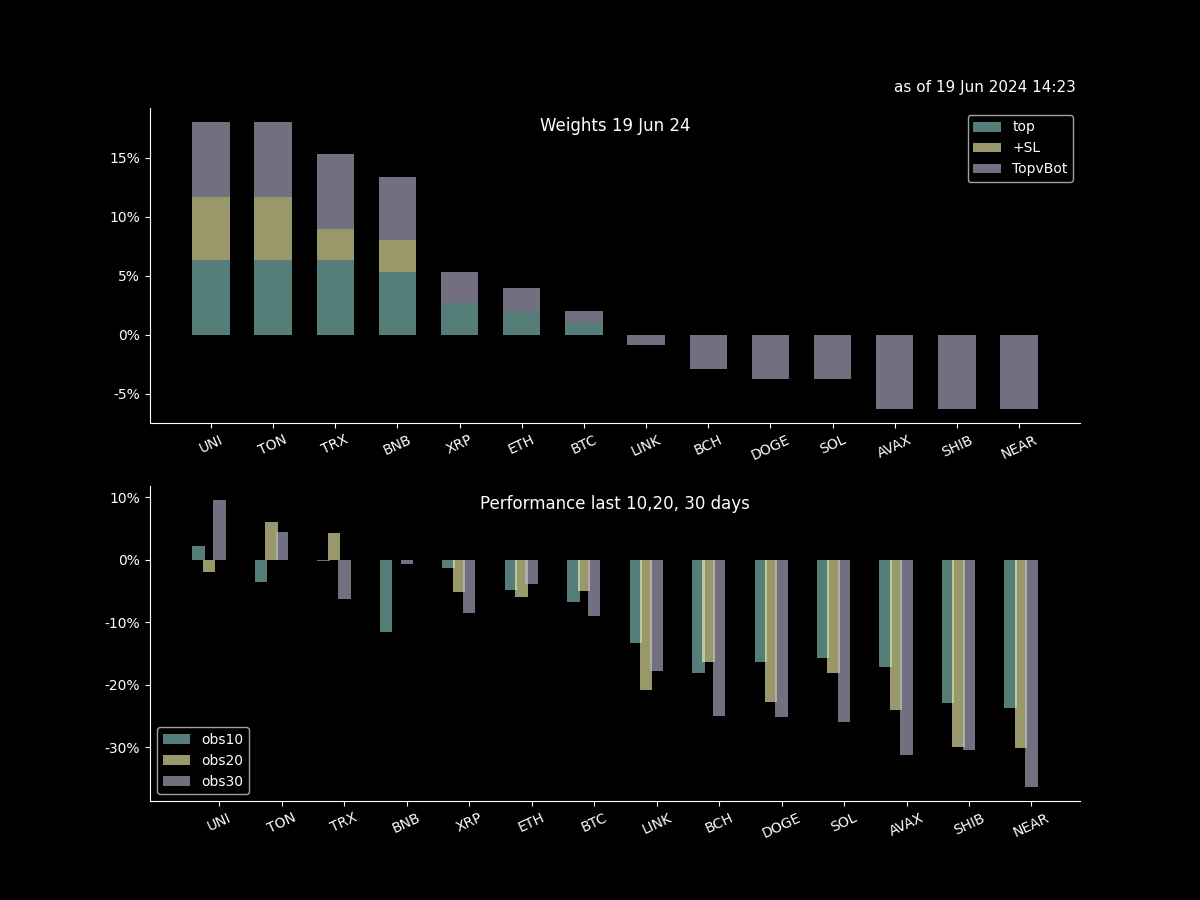 as of 19 Jun 2024 14:23
Weights 19 Jun 24
top
+SL
TopvBot
15%
10%
5%
0%
-5%
UNI TON TRX BNB XRP ETH BTC LINK BCH DOGE SOL AVAX SHIB NEAR
Performance last 10,20, 30 days
10%
0%
-10%
-20%
-30%
obs10
obs20
obs30
UNI TON TRX BNB XRP ETH BTC LINK BCH DOGE SOL AVAX SHIB NEAR